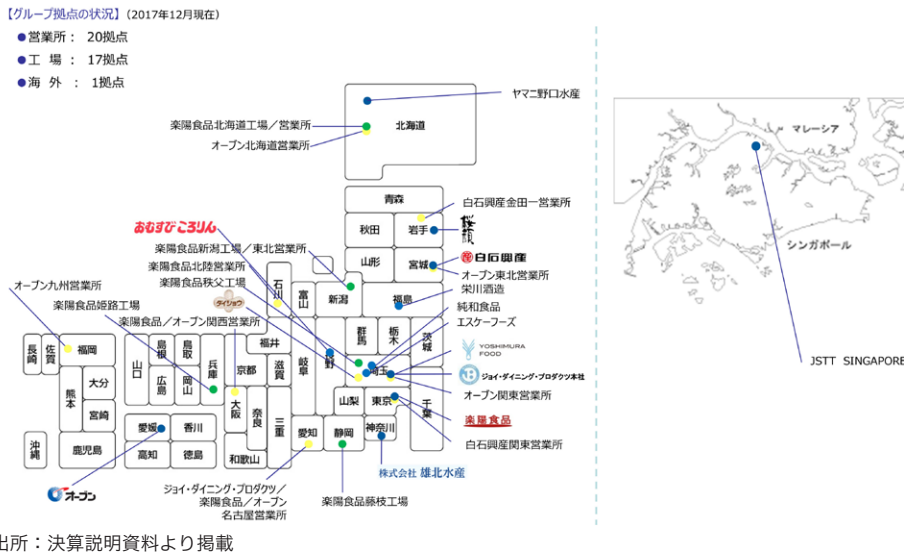 【グループ拠点の状況】(2017年12月現在)
●営業所： 20拠点
●工 場 ： 17拠点
●海 外 ： 1拠点
ヤマニ野口水産
楽陽食品北海道工場／営業所
北海道
オーブン北海道営業所
マレーシア
シンガポール
JSTT SINGAPORE
青森
白石興産金田一営業所
秋田
岩手
桜顔
おむすびころりん
楽陽食品新潟工場／東北営業所
山形
宮城
白石興産
オーブン東北営業所
楽陽食品北陸営業所
楽陽食品秩父工場
石川
富山
新潟
福島
栄川酒造
オーブン九州営業所
楽陽食品姫路工場
ダイショウ
純和食品
エスケーフーズ
楽陽食品／オーブン関西営業所
群馬
栃木
茨城
YOSHIMURA
FOOD
長崎
佐賀
福岡
山口
島根
鳥取
兵庫
福井
京都
滋賀
岐阜
長野
埼玉
ジョイ・ダイニング・プロダクツ本社
オーブン関東営業所
熊本
大分
広島
岡山
大阪
奈良
三重
山梨
東京
千葉
楽陽食品
宮崎
沖縄
鹿児島
愛媛
香川
高知
徳島
和歌山
愛知
静岡
神奈川
白石興産関東営業所
株式会社 雄北水産
オーブン
ジョイ・ダイニング・プロダクツ／
楽陽食品／オーブン
名古屋営業所
楽陽食品藤枝工場
出所：決算説明資料より掲載